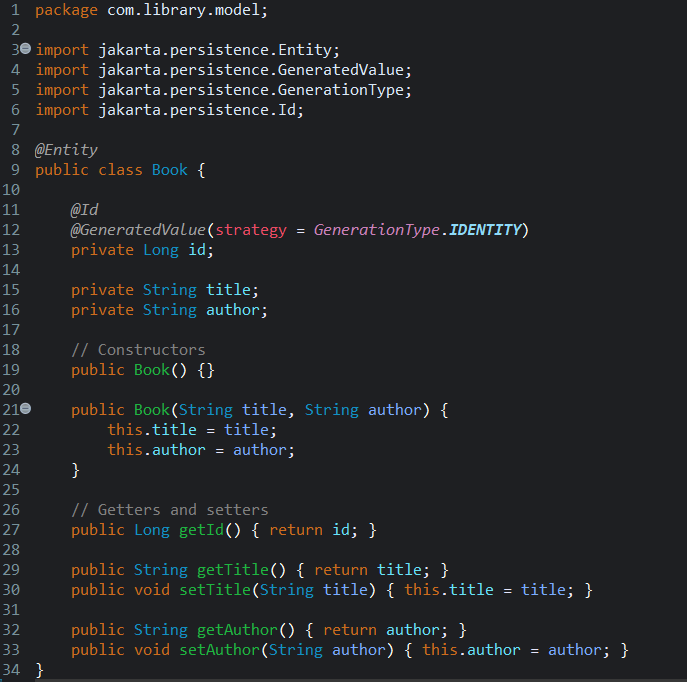 1 package com.library.model;
2
3 import jakarta.persistence.Entity;
4 import jakarta.persistence.GeneratedValue;
5 import jakarta.persistence.GenerationType;
6 import jakarta.persistence.Id;
7
8 @Entity
9 public class Book {
10
11     @Id
12     @GeneratedValue(strategy = GenerationType.IDENTITY)
13     private Long id;
14
15     private String title;
16     private String author;
17
18     // Constructors
19     public Book() {}
20
21     public Book(String title, String author) {
22         this.title = title;
23         this.author = author;
24     }
25
26     // Getters and setters
27     public Long getId() { return id; }
28
29     public String getTitle() { return title; }
30     public void setTitle(String title) { this.title = title; }
31
32     public String getAuthor() { return author; }
33     public void setAuthor(String author) { this.author = author; }
34 }